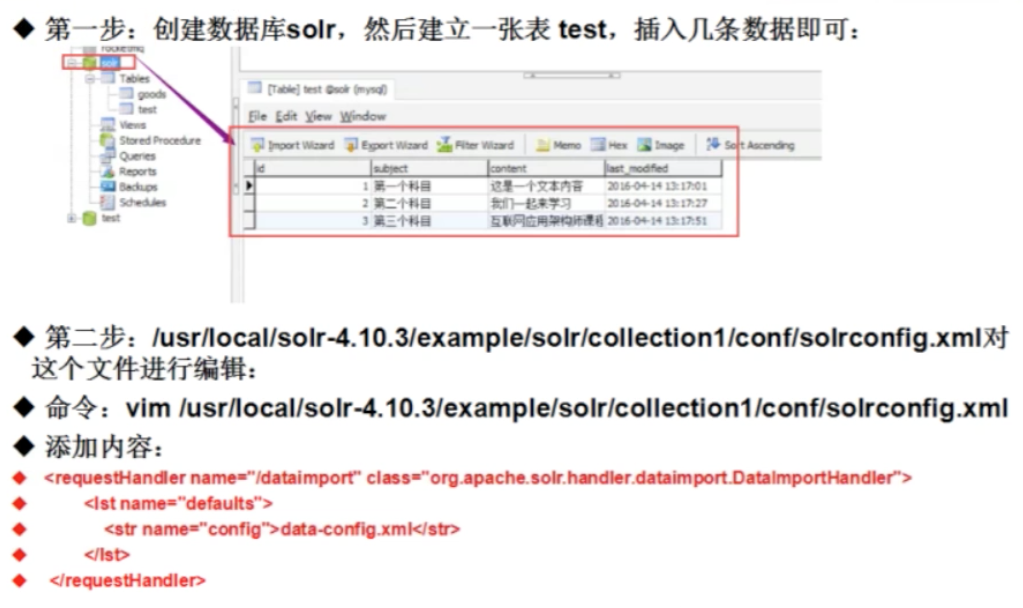 ◆ 第一步：创建数据库solr，然后建立一张表 test，插入几条数据即可：
rocketmq
solr
Tables
[Table] test @solr (mysql)
goods
test
File Edit View Window
Views
Stored Procedure
Import Wizard Export Wizard Filter Wizard Memo Hex Image Sort Ascending
Queries
id subject content last_modified
Reports
Backups
1 第一个科目 这是一个文本内容 2016-04-14 13:17:01
Schedules
2 第二个科目 我们一起来学习 2016-04-14 13:17:27
test
3 第三个科目 互联网应用架构师课程 2016-04-14 13:17:51
◆ 第二步：/usr/local/solr-4.10.3/example/solr/collection1/conf/solrconfig.xml对
这个文件进行编辑：
◆ 命令：vim /usr/local/solr-4.10.3/example/solr/collection1/conf/solrconfig.xml
◆ 添加内容：
◆ <requestHandler name="/dataimport" class="org.apache.solr.handler.dataimport.DataImportHandler">
◆ <lst name="defaults">
◆ <str name="config">data-config.xml</str>
◆ </lst>
◆ </requestHandler>